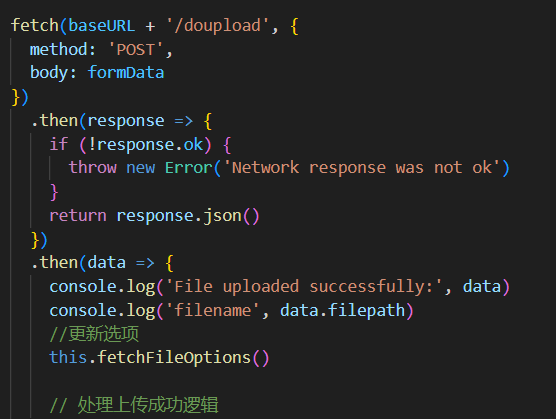 fetch(baseURL + '/doupload', {
  method: 'POST',
  body: formData
})
  .then(response => {
    if (!response.ok) {
      throw new Error('Network response was not ok')
    }
    return response.json()
  })
  .then(data => {
    console.log('File uploaded successfully:', data)
    console.log('filename', data.filepath)
    //更新选项
    this.fetchFileOptions()

    // 处理上传成功逻辑